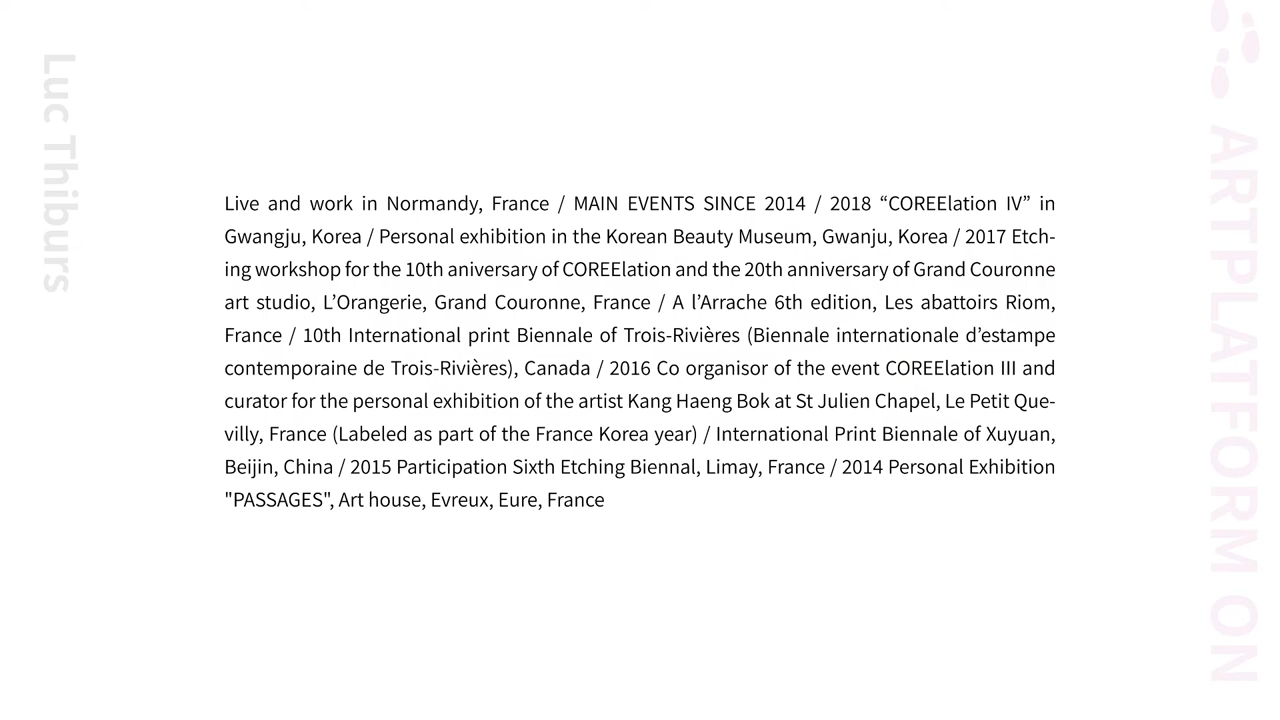 Luc Thiburs
Live and work in Normandy, France / MAIN EVENTS SINCE 2014 / 2018 “COREElation IV” in
Gwangju, Korea / Personal exhibition in the Korean Beauty Museum, Gwanju, Korea / 2017 Etch-
ing workshop for the 10th aniversary of COREElation and the 20th anniversary of Grand Couronne
art studio, L’Orangerie, Grand Couronne, France / A l’Arrache 6th edition, Les abattoirs Riom,
France / 10th International print Biennale of Trois-Rivières (Biennale internationale d’estampe
contemporaine de Trois-Rivières), Canada / 2016 Co organisor of the event COREElation III and
curator for the personal exhibition of the artist Kang Haeng Bok at St Julien Chapel, Le Petit Que-
villy, France (Labeled as part of the France Korea year) / International Print Biennale of Xuyuan,
Beijin, China / 2015 Participation Sixth Etching Biennal, Limay, France / 2014 Personal Exhibition
"PASSAGES", Art house, Evreux, Eure, France
ARTPLATFORM ON